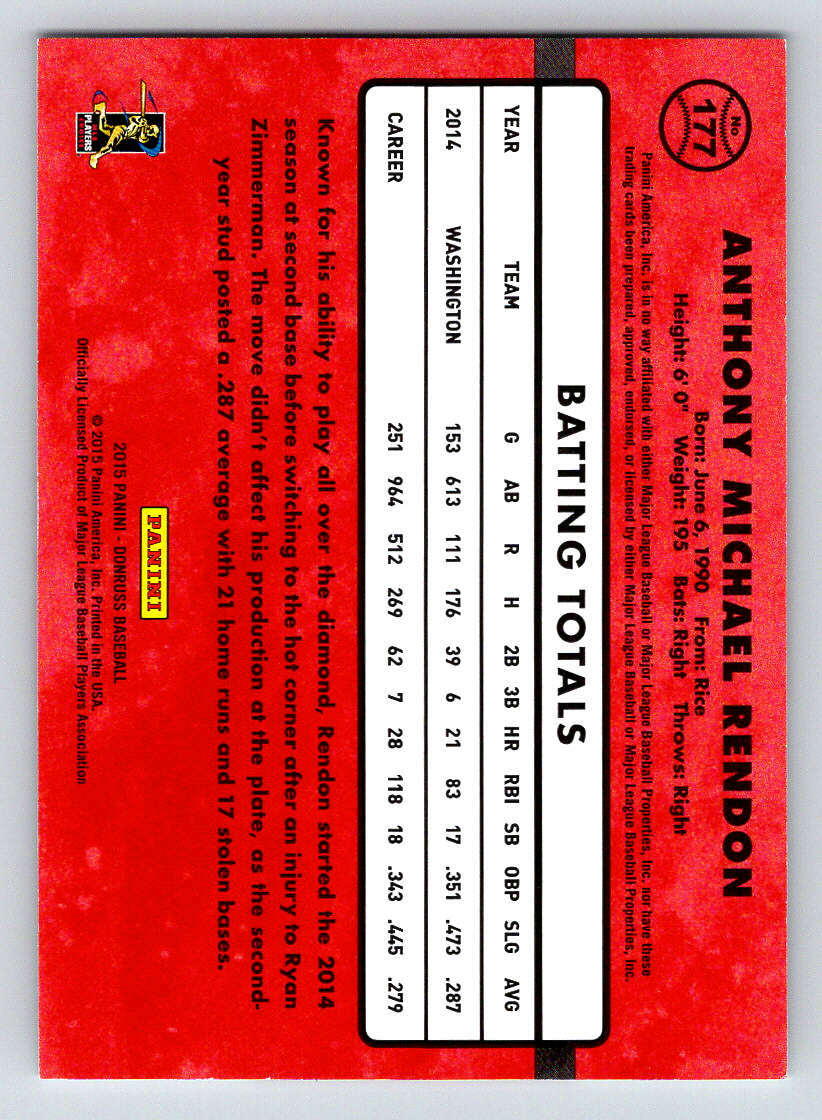 No
177
ANTHONY MICHAEL RENDON
Born: June 6, 1990 From: Rice
Height: 6' 0" Weight: 195 Bats: Right Throws: Right
Panini America, Inc. is in no way affiliated with either Major League Baseball or Major League Baseball Properties, Inc. nor have these
trading cards been prepared, approved, endorsed, or licensed by either Major League Baseball or Major League Baseball Properties, Inc.
BATTING TOTALS
YEAR TEAM G AB R H 2B 3B HR RBI SB OBP SLG AVG
2014 WASHINGTON 153 613 111 176 39 6 21 83 17 .351 .473 .287
CAREER 251 964 512 269 62 7 28 118 18 .343 .445 .279
Known for his ability to play all over the diamond, Rendon started the 2014
season at second base before switching to the hot corner after an injury to Ryan
Zimmerman. The move didn't affect his production at the plate, as the second-
year stud posted a .287 average with 21 home runs and 17 stolen bases.
PLAYERS
PANINI
2015 PANINI - DONRUSS BASEBALL
© 2015 Panini America, Inc. Printed in the USA.
Officially Licensed Product of Major League Baseball Players Association